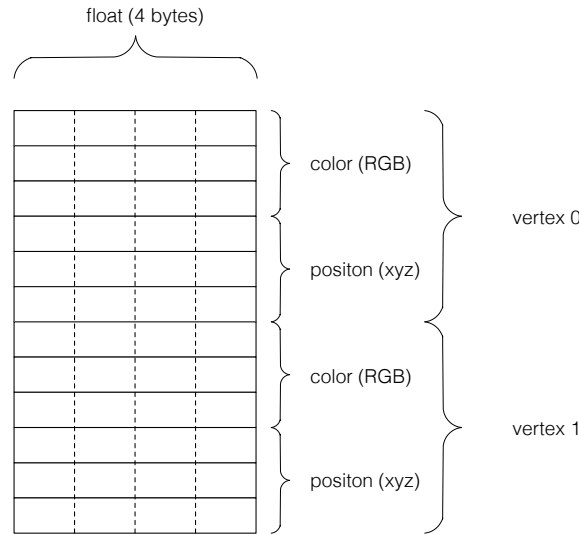 float (4 bytes)
color (RGB)
vertex 0
positon (xyz)
color (RGB)
vertex 1
positon (xyz)